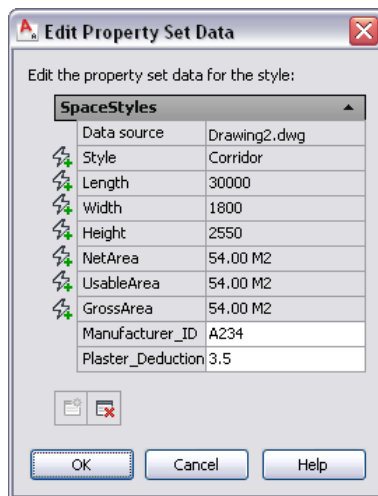 Edit Property Set Data
Edit the property set data for the style:
SpaceStyles
Data source Drawing2.dwg
Style Corridor
Length 30000
Width 1800
Height 2550
NetArea 54.00 M2
UsableArea 54.00 M2
GrossArea 54.00 M2
Manufacturer_ID A234
Plaster_Deduction 3.5
OK Cancel Help